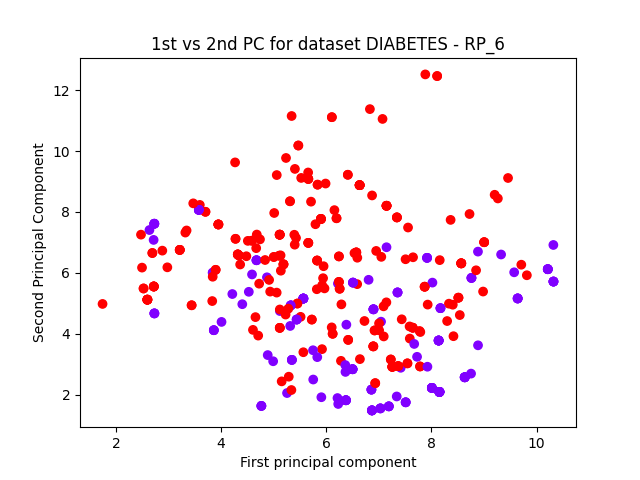 1st vs 2nd PC for dataset DIABETES - RP_6
Second Principal Component
12
10
8
6
4
2
2 4 6 8 10
First principal component